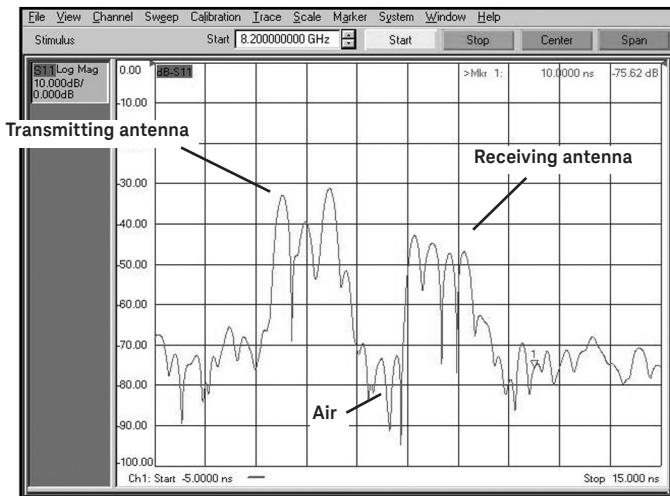 File View Channel Sweep Calibration Trace Scale Marker System Window Help
Stimulus Start 8.200000000 GHz Start Stop Center Span
S11 Log Mag
10.000dB/
0.000dB
0.00 dB-S11 >Mkr 1: 10.0000 ns -75.62 dB
-10.00
Transmitting antenna
Receiving antenna
-30.00
-40.00
-50.00
-60.00
-70.00
1
-80.00
Air
-90.00
-100.00
Ch1: Start -5.0000 ns Stop 15.000 ns